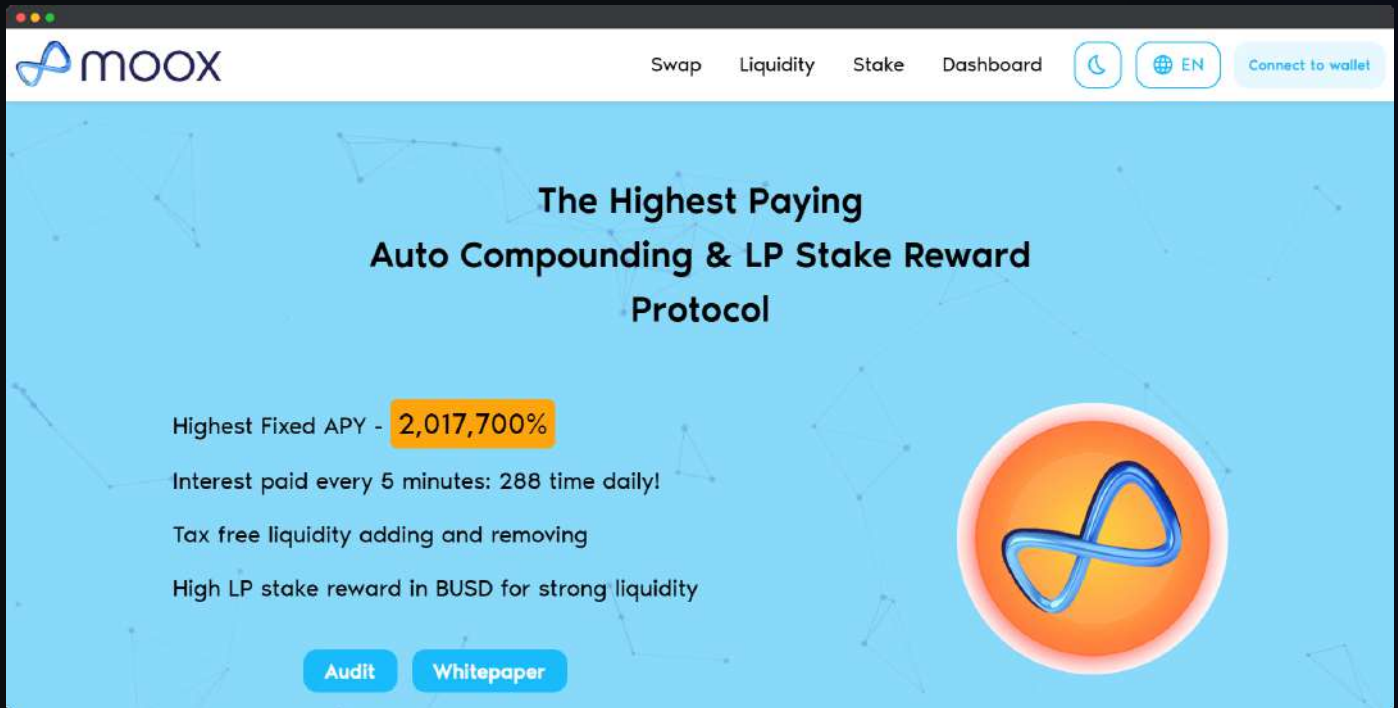 moox
Swap
Liquidity
Stake
Dashboard
EN
Connect to wallet
The Highest Paying
Auto Compounding & LP Stake Reward
Protocol
Highest Fixed APY - 2,017,700%
Interest paid every 5 minutes: 288 time daily!
Tax free liquidity adding and removing
High LP stake reward in BUSD for strong liquidity
Audit
Whitepaper